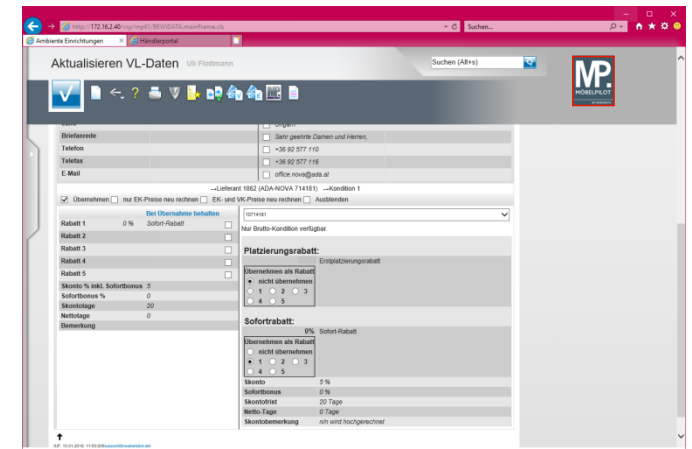 http://172.16.2.40/csp/mp61/BEWIDAT4.mainFrame.cls
Suchen...
Ambiente Einrichtungen
Händlerportal
Aktualisieren VL-Daten Uli Flottmann
Suchen (Alt+s)
MP.
MÖBELPILOT
Ungarn
Briefanrede Sehr geehrte Damen und Herren,
Telefon +36 92 577 110
Telefax +36 92 577 116
E-Mail office.nova@ada.at
→Lieferant 1862 (ADA-NOVA 714181) →Kondition 1
Übernehmen nur EK-Preise neu rechnen EK- und VK-Preise neu rechnen Ausblenden
Bei Übernahme behalten
Rabatt 1 0 % Sofort-Rabatt
Rabatt 2
Rabatt 3
Rabatt 4
Rabatt 5
Skonto % inkl. Sofortbonus 5
Sofortbonus % 0
Skontotage 20
Nettotage 0
Bemerkung
10714181
Nur Brutto-Kondition verfügbar.
Platzierungsrabatt:
Erstplatzierungsrabatt
Übernehmen als Rabatt
nicht übernehmen
1 2 3
4 5
Sofortrabatt:
0% Sofort-Rabatt
Übernehmen als Rabatt
nicht übernehmen
1 2 3
4 5
Skonto 5 %
Sofortbonus 0 %
Skontofrist 20 Tage
Netto-Tage 0 Tage
Skontobemerkung n/n wird hochgerechnet